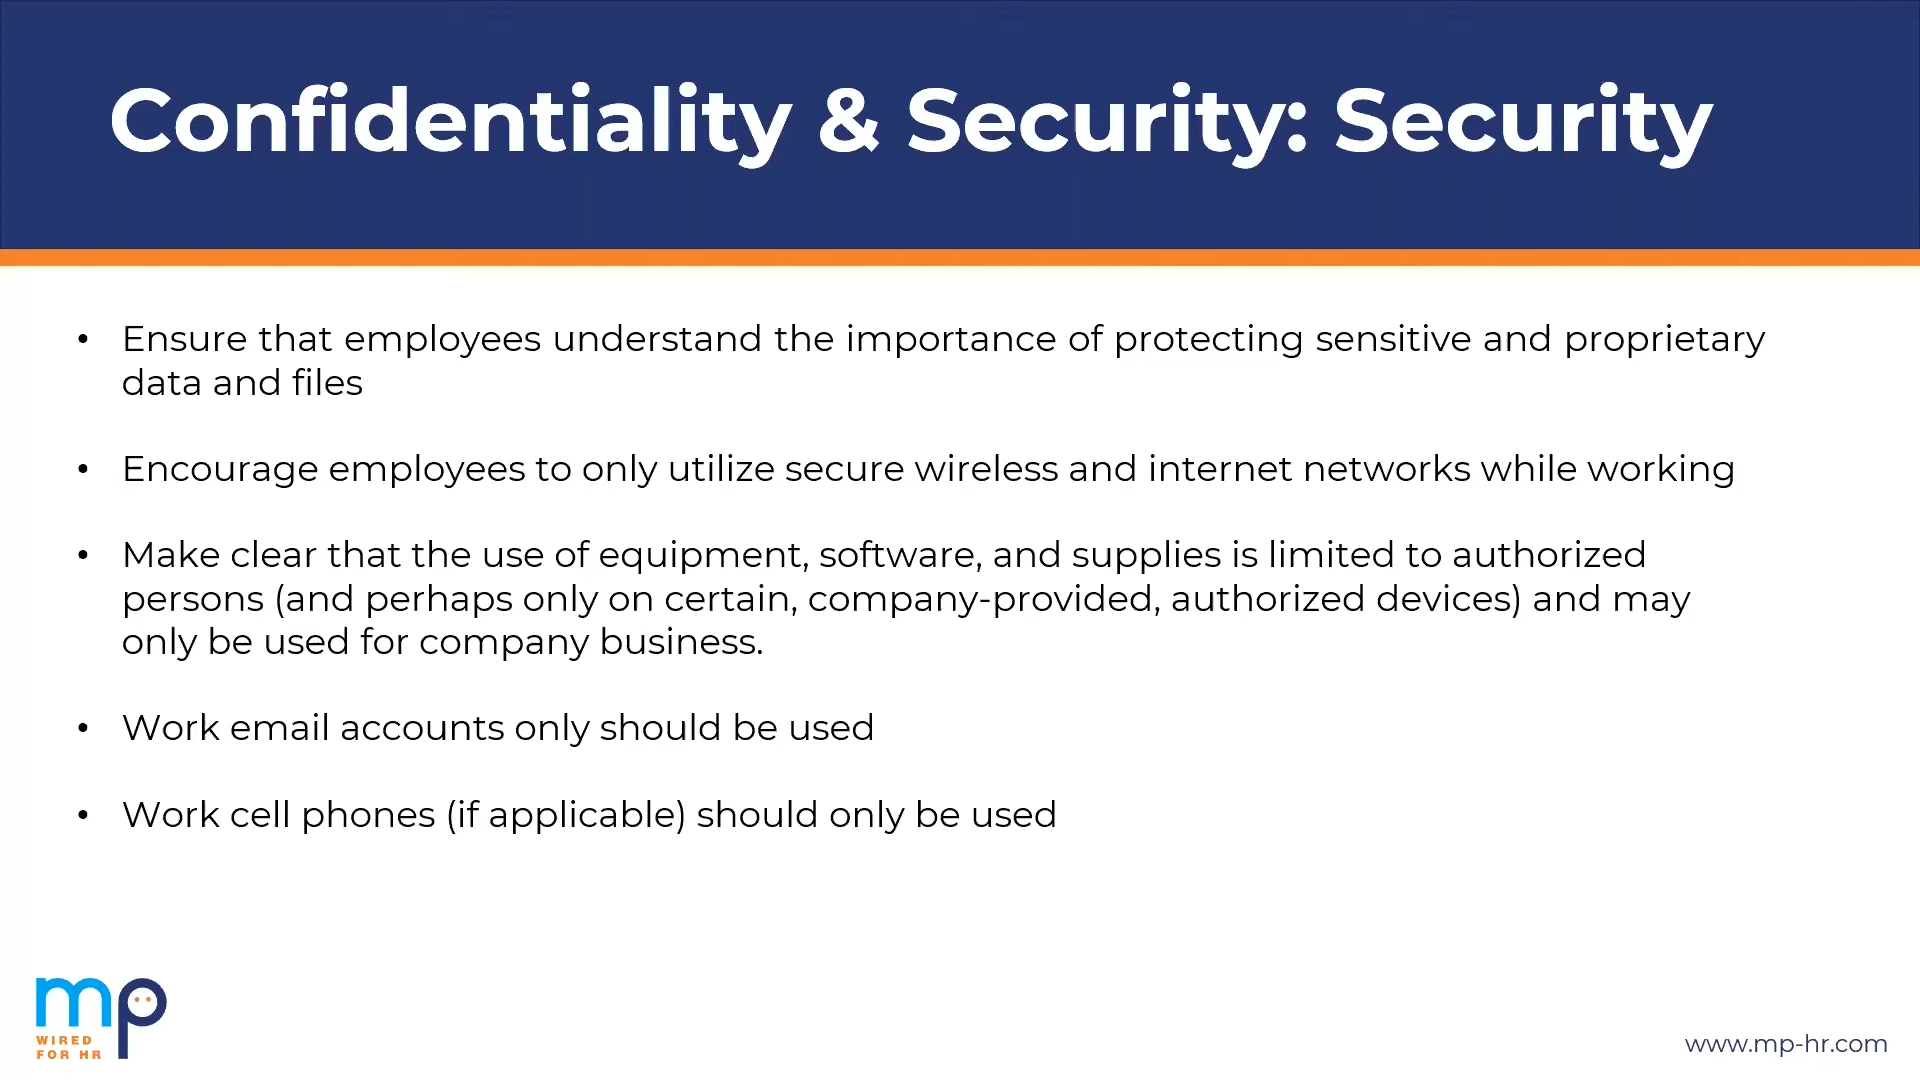 Confidentiality & Security: Security
• Ensure that employees understand the importance of protecting sensitive and proprietary
data and files
• Encourage employees to only utilize secure wireless and internet networks while working
• Make clear that the use of equipment, software, and supplies is limited to authorized
persons (and perhaps only on certain, company-provided, authorized devices) and may
only be used for company business.
• Work email accounts only should be used
• Work cell phones (if applicable) should only be used
mp
WIRED
FOR HR
www.mp-hr.com